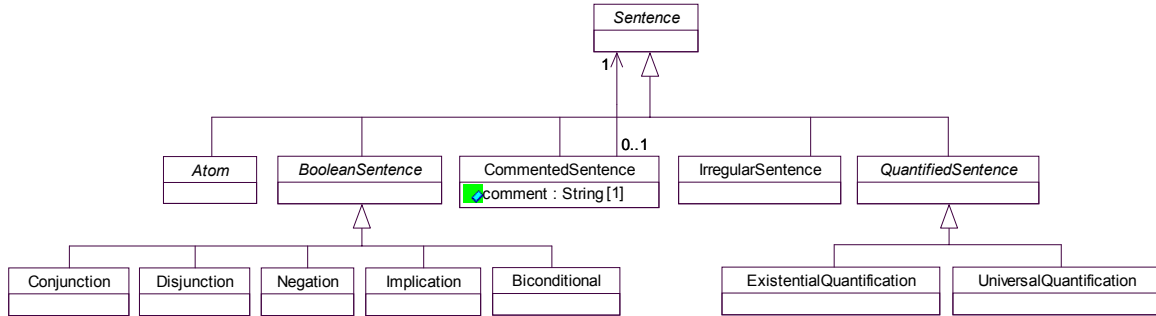 Sentence
1
0..1
Atom
BooleanSentence
CommentedSentence
IrregularSentence
QuantifiedSentence
comment : String [1]
Conjunction
Disjunction
Negation
Implication
Biconditional
ExistentialQuantification
UniversalQuantification